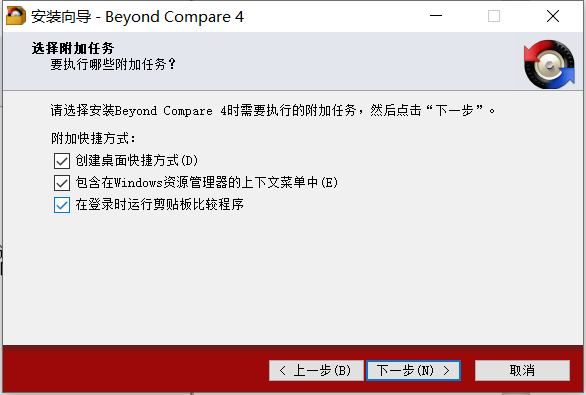 安装向导 - Beyond Compare 4
选择附加任务
要执行哪些附加任务？
请选择安装Beyond Compare 4时需要执行的附加任务，然后点击“下一步”。
附加快捷方式:
创建桌面快捷方式(D)
包含在Windows资源管理器的上下文菜单中(E)
在登录时运行剪贴板比较程序
< 上一步(B) 下一步(N) > 取消